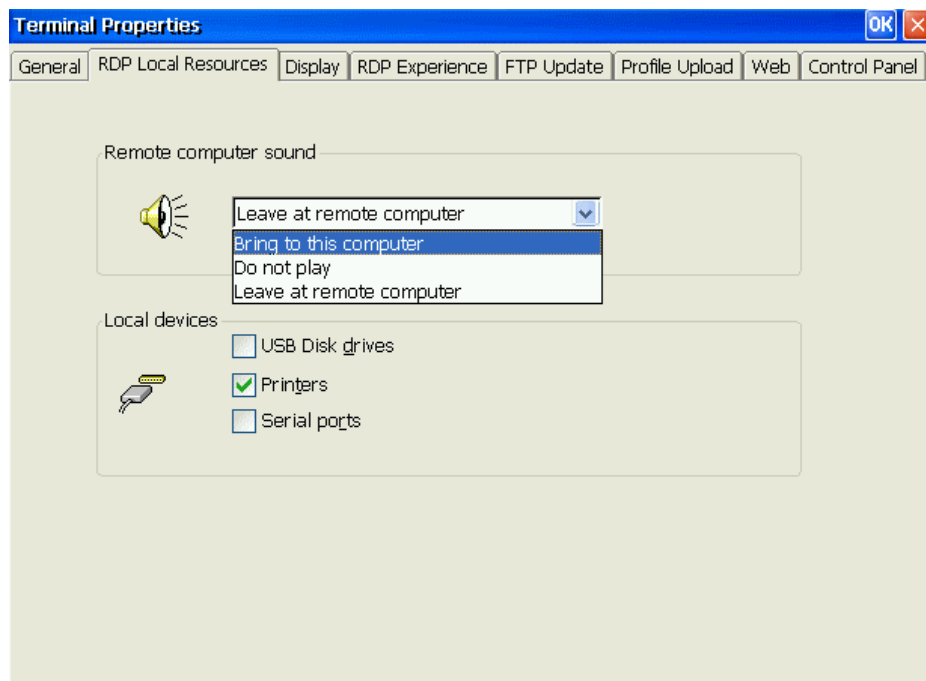 Terminal Properties OK
General RDP Local Resources Display RDP Experience FTP Update Profile Upload Web Control Panel
Remote computer sound
Leave at remote computer
Bring to this computer
Do not play
Leave at remote computer
Local devices
USB Disk drives
Printers
Serial ports